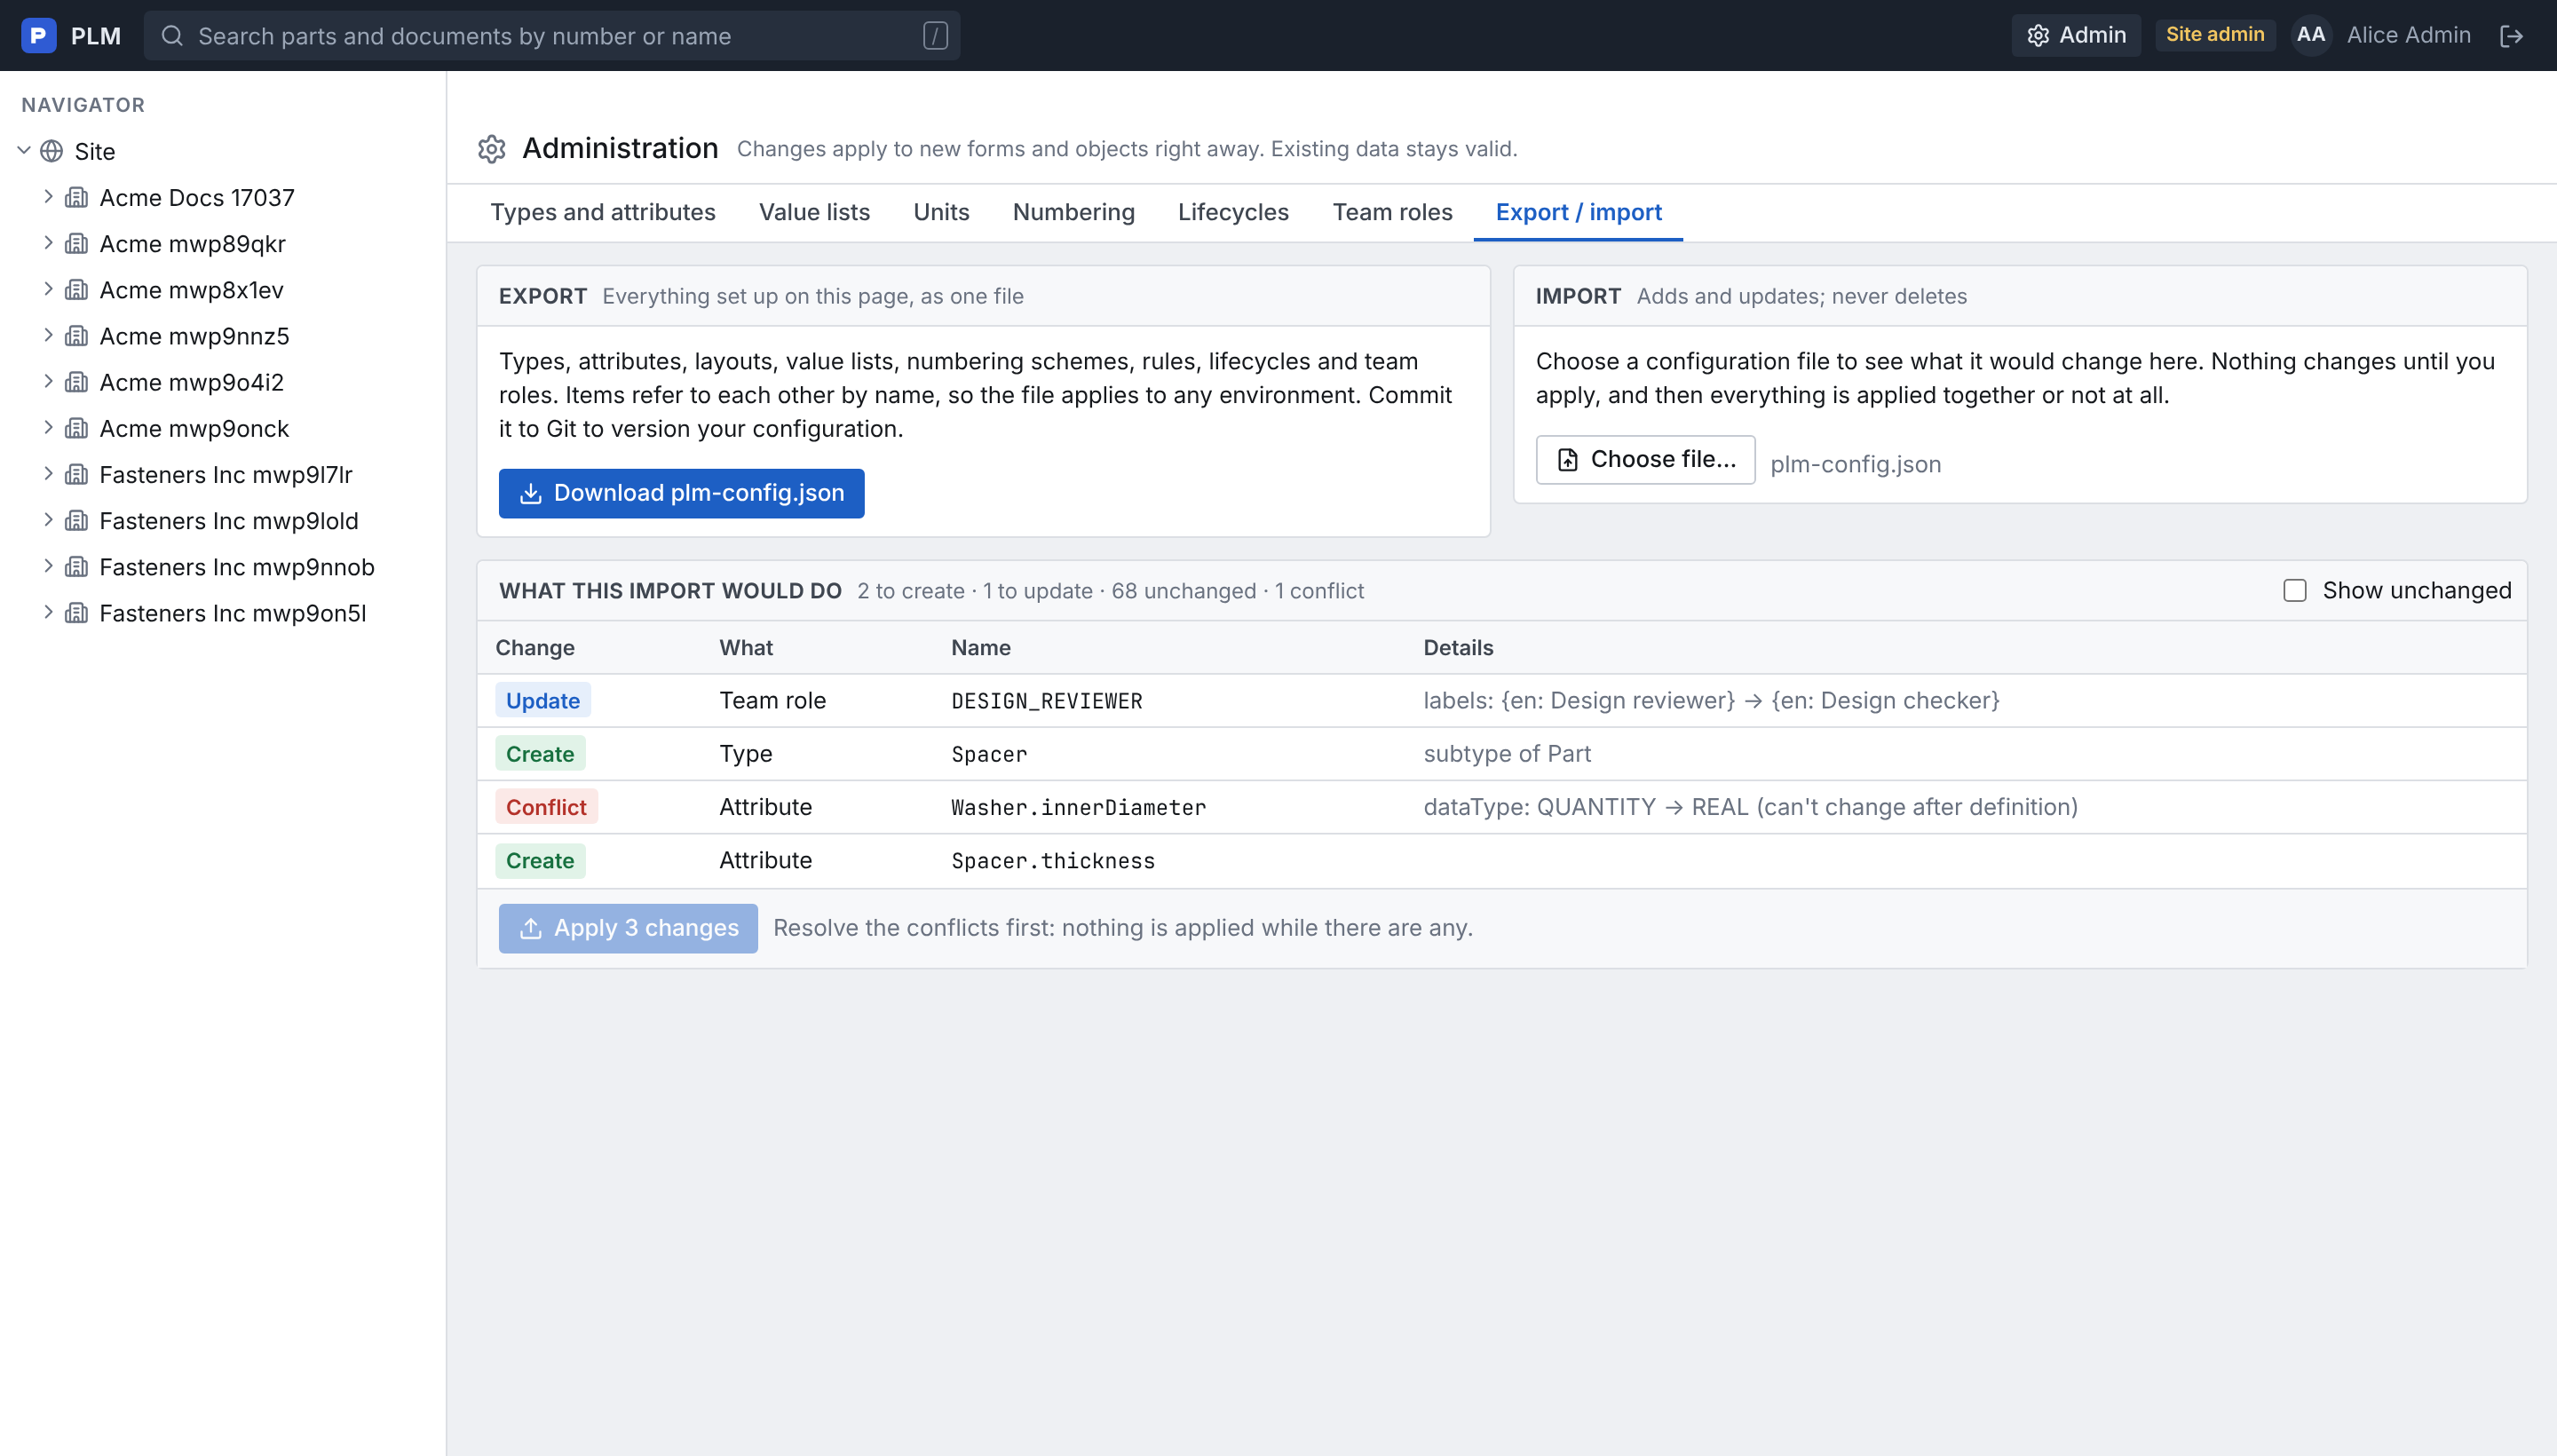 P PLM
Search parts and documents by number or name /
Admin
Site admin
AA Alice Admin
NAVIGATOR
Site
Acme Docs 17037
Acme mwp89qkr
Acme mwp8x1ev
Acme mwp9nnz5
Acme mwp9o4i2
Acme mwp9onck
Fasteners Inc mwp9l7lr
Fasteners Inc mwp9lold
Fasteners Inc mwp9nnob
Fasteners Inc mwp9on5l
Administration Changes apply to new forms and objects right away. Existing data stays valid.
Types and attributes Value lists Units Numbering Lifecycles Team roles Export / import
EXPORT Everything set up on this page, as one file
Types, attributes, layouts, value lists, numbering schemes, rules, lifecycles and team
roles. Items refer to each other by name, so the file applies to any environment. Commit
it to Git to version your configuration.
Download plm-config.json
IMPORT Adds and updates; never deletes
Choose a configuration file to see what it would change here. Nothing changes until you
apply, and then everything is applied together or not at all.
Choose file... plm-config.json
WHAT THIS IMPORT WOULD DO 2 to create · 1 to update · 68 unchanged · 1 conflict Show unchanged
Change What Name Details
Update Team role DESIGN_REVIEWER labels: {en: Design reviewer} → {en: Design checker}
Create Type Spacer subtype of Part
Conflict Attribute Washer.innerDiameter dataType: QUANTITY → REAL (can't change after definition)
Create Attribute Spacer.thickness
Apply 3 changes Resolve the conflicts first: nothing is applied while there are any.